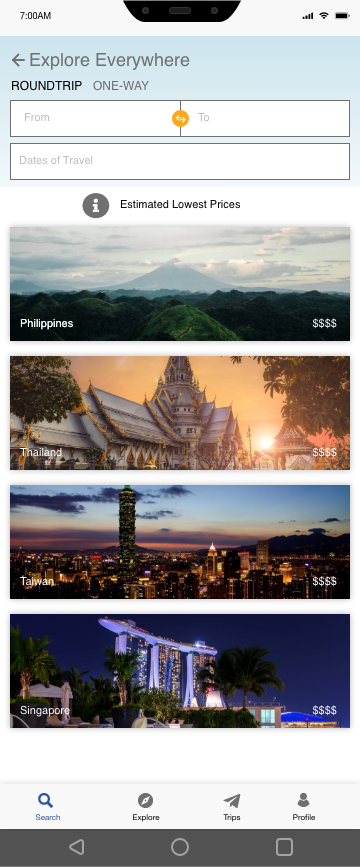 7:00AM
Explore Everywhere
ROUNDTRIP ONE-WAY
From To
Dates of Travel
Estimated Lowest Prices
Philippines $$$$
Thailand $$$$
Taiwan $$$$
Singapore $$$$
Search Explore Trips Profile